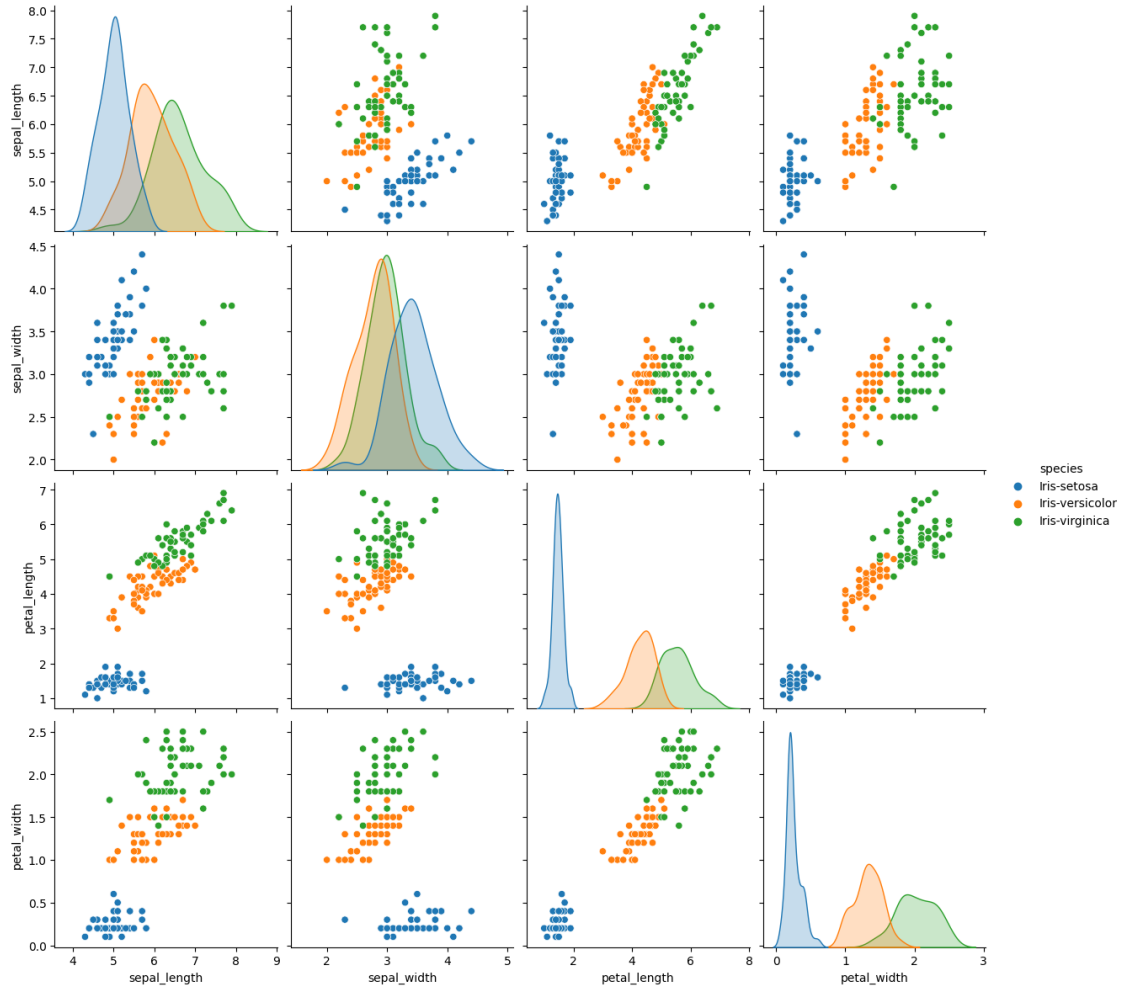 8.0
7.5
7.0
6.5
6.0
5.5
5.0
4.5
sepal_length
4.5
4.0
3.5
3.0
2.5
2.0
sepal_width
species
Iris-setosa
Iris-versicolor
Iris-virginica
7
6
5
4
3
2
1
petal_length
2.5
2.0
1.5
1.0
0.5
0.0
petal_width
4 5 6 7 8 9
sepal_length
2 3 4 5
sepal_width
2 4 6 8
petal_length
0 1 2 3
petal_width